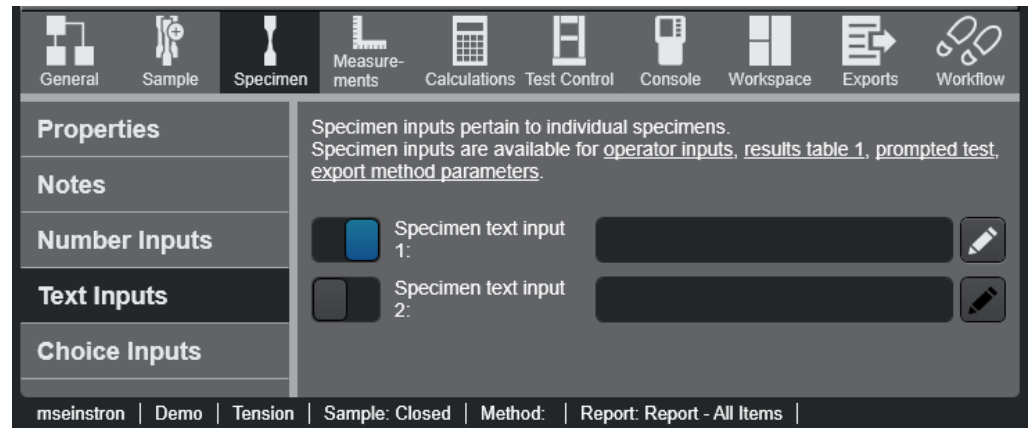 General
Sample
Specimen
Measure-
ments
Calculations
Test Control
Console
Workspace
Exports
Workflow
Properties
Notes
Number Inputs
Text Inputs
Choice Inputs
Specimen inputs pertain to individual specimens.
Specimen inputs are available for operator inputs, results table 1, prompted test,
export method parameters.
Specimen text input
1:
Specimen text input
2:
mseinstron | Demo | Tension | Sample: Closed | Method: | Report: Report - All Items |